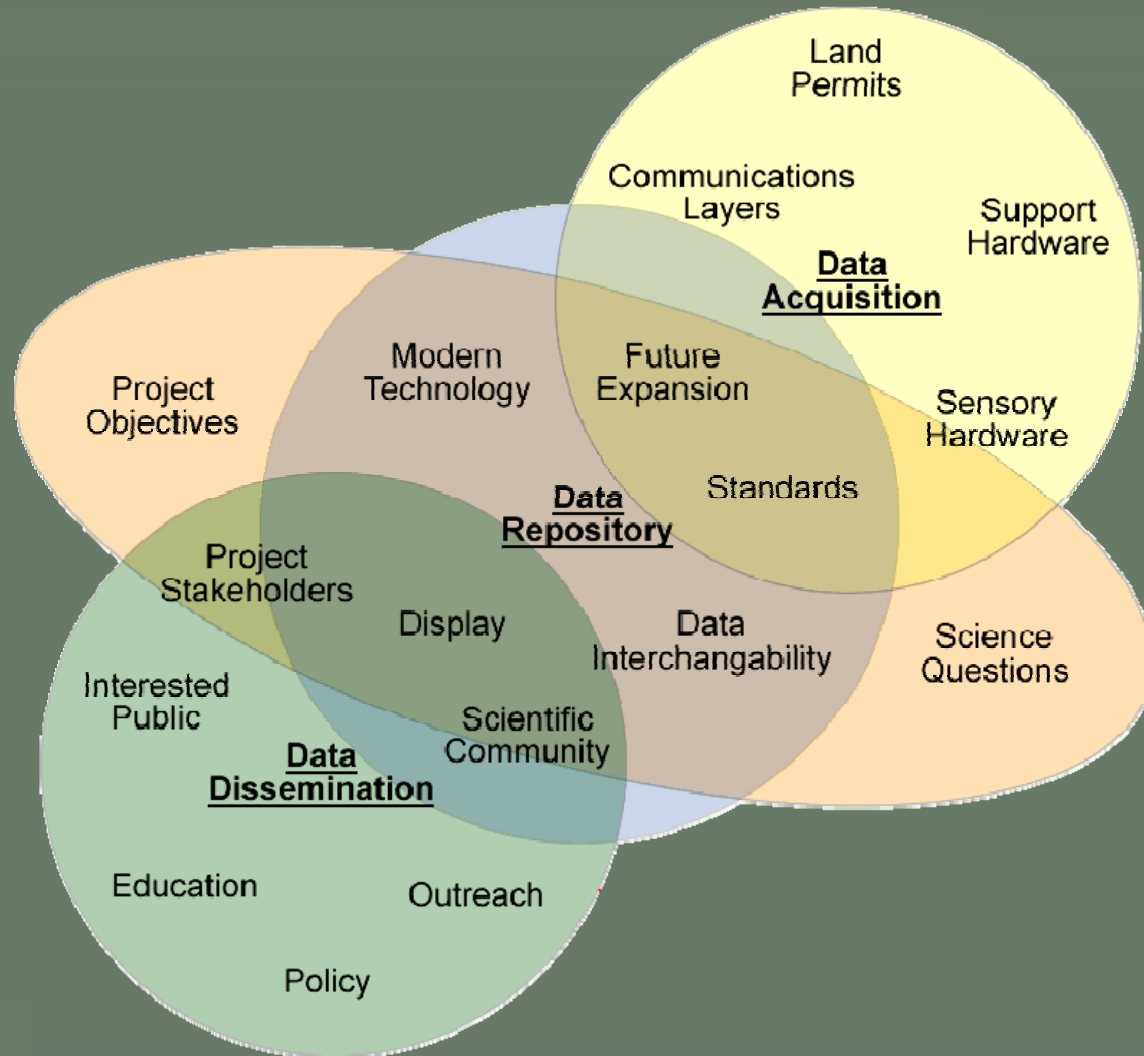 Land
Permits
Communications
Layers
Support
Hardware
Data
Acquisition
Modern
Technology
Future
Expansion
Project
Objectives
Sensory
Hardware
Standards
Data
Repository
Project
Stakeholders
Display
Data
Interchangability
Science
Questions
Interested
Public
Scientific
Community
Data
Dissemination
Education
Outreach
Policy